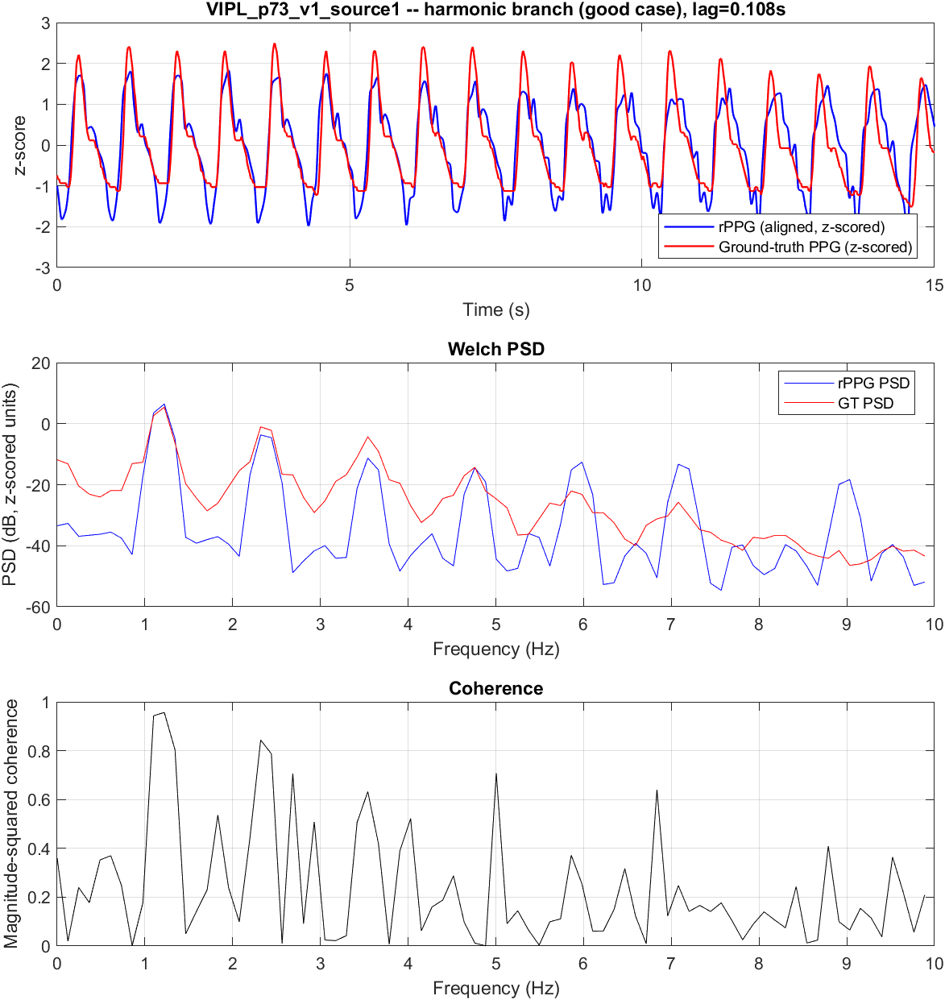 VIPL_p73_v1_source1 -- harmonic branch (good case), lag=0.108s
3
2
1
0
-1
-2
-3
z-score
rPPG (aligned, z-scored)
Ground-truth PPG (z-scored)
0 5 10 15
Time (s)
Welch PSD
20
0
-20
-40
-60
PSD (dB, z-scored units)
rPPG PSD
GT PSD
0 1 2 3 4 5 6 7 8 9 10
Frequency (Hz)
Coherence
1
0.8
0.6
0.4
0.2
0
Magnitude-squared coherence
0 1 2 3 4 5 6 7 8 9 10
Frequency (Hz)